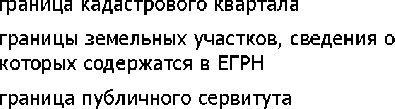 граница кадастрового квартала
границы земельных участков, сведения о
которых содержатся в ЕГРН
граница публичного сервитута